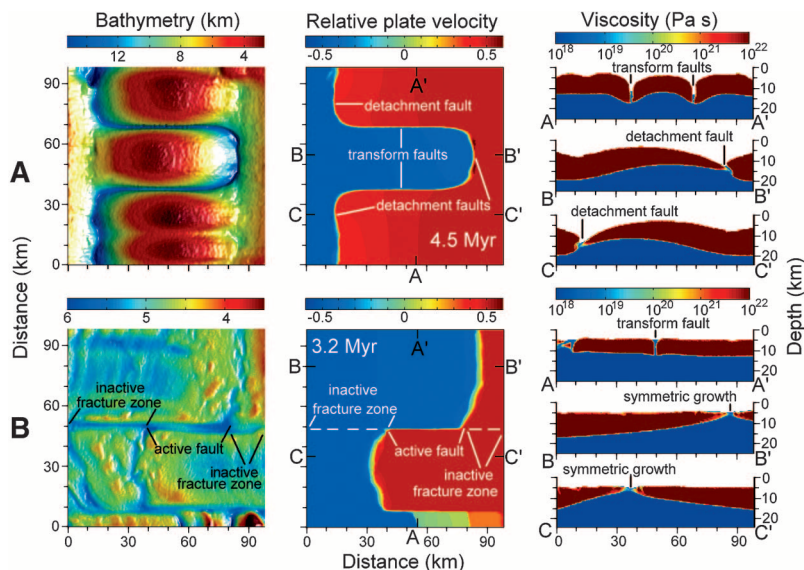 Bathymetry (km)
12 8 4
Relative plate velocity
-0.5 0 0.5
Viscosity (Pa s)
10^18 10^19 10^20 10^21 10^22
A
Distance (km)
90
60
30
0
A'
detachment fault
B transform faults B'
C detachment faults C'
4.5 Myr
A
transform faults
0
10
20
A A'
detachment fault
0
10
20
B B'
detachment fault
0
10
20
C C'
Depth (km)
6 5 4
-0.5 0 0.5
10^18 10^19 10^20 10^21 10^22
B
90
60
30
0
0 30 60 90
inactive
fracture zone
active fault
inactive
fracture zone
3.2 Myr
A'
B B'
inactive
fracture zone
C C'
active fault
inactive
fracture zone
A
0 30 60 90
Distance (km)
transform fault
0
10
20
A A'
symmetric growth
0
10
20
B B'
symmetric growth
0
10
20
C C'